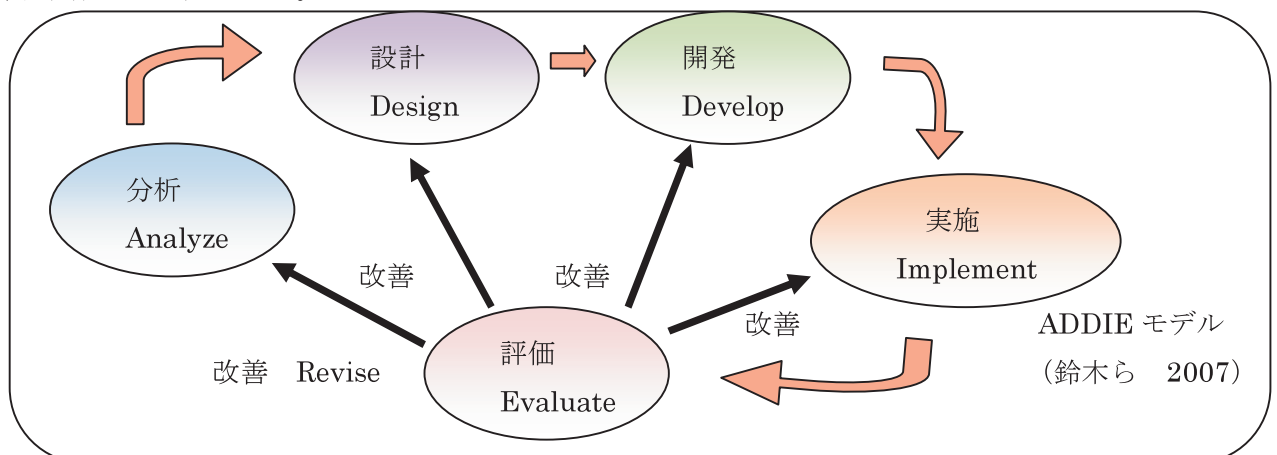 設計
Design
開発
Develop
分析
Analyze
実施
Implement
改善
改善
改善
ADDIE モデル
(鈴木ら　2007)
評価
Evaluate
改善　Revise